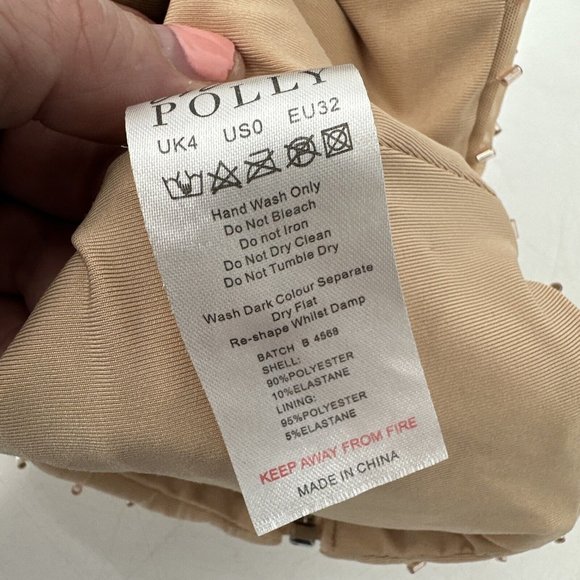 POLLY
UK4 US0 EU32
Hand Wash Only
Do Not Bleach
Do not Iron
Do Not Dry Clean
Do Not Tumble Dry
Wash Dark Colour Separate
Dry Flat
Re-shape Whilst Damp
BATCH B 4568
SHELL:
90%POLYESTER
10%ELASTANE
LINING:
95%POLYESTER
5%ELASTANE
KEEP AWAY FROM FIRE
MADE IN CHINA